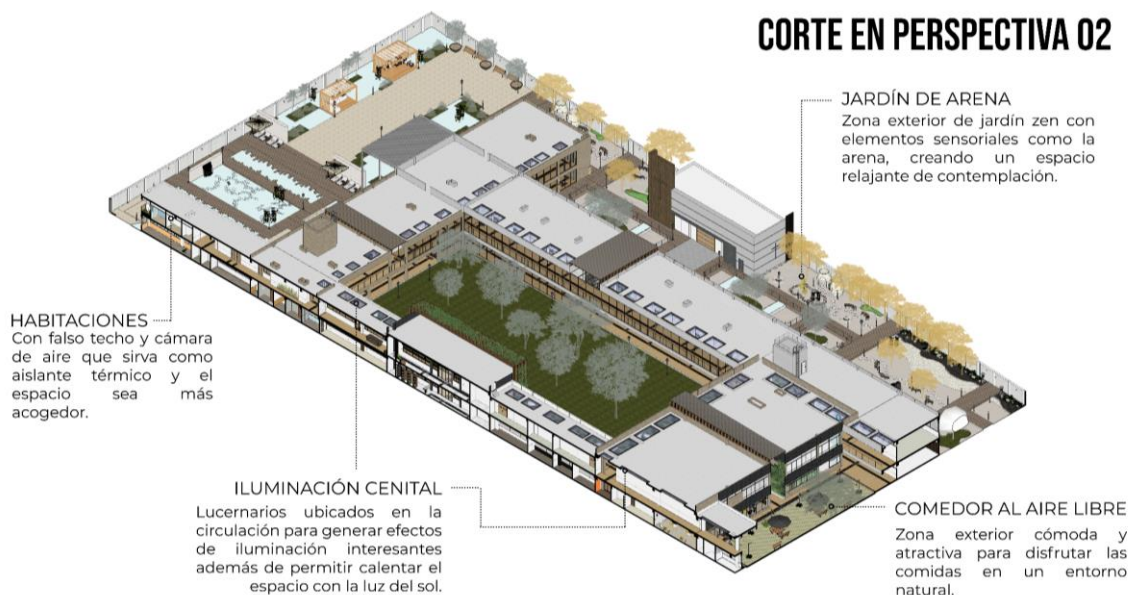 CORTE EN PERSPECTIVA 02
JARDÍN DE ARENA
Zona exterior de jardín zen con
elementos sensoriales como la
arena, creando un espacio
relajante de contemplación.
HABITACIONES
Con falso techo y cámara
de aire que sirva como
aislante térmico y el
espacio sea más
acogedor.
ILUMINACIÓN CENITAL
Lucernarios ubicados en la
circulación para generar efectos
de iluminación interesantes
además de permitir calentar el
espacio con la luz del sol.
COMEDOR AL AIRE LIBRE
Zona exterior cómoda y
atractiva para disfrutar las
comidas en un entorno
natural.